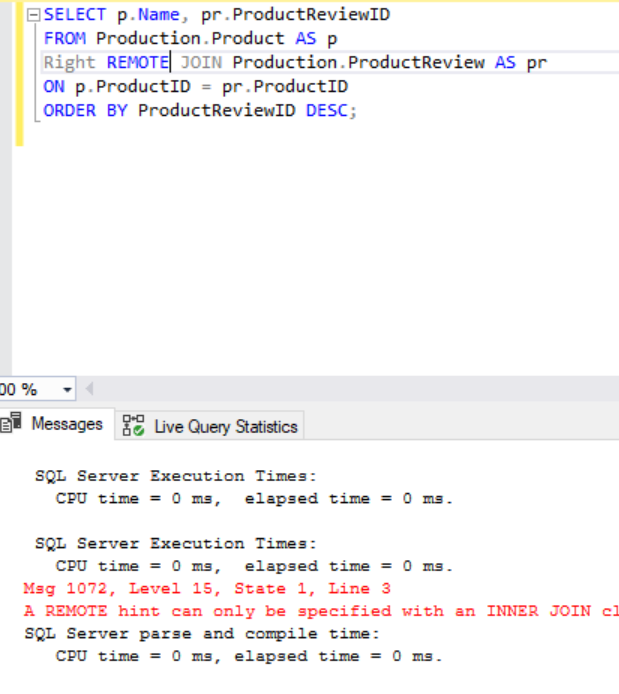 SELECT p.Name, pr.ProductReviewID
FROM Production.Product AS p
Right REMOTE JOIN Production.ProductReview AS pr
ON p.ProductID = pr.ProductID
ORDER BY ProductReviewID DESC;
00 %
Messages Live Query Statistics
SQL Server Execution Times:
CPU time = 0 ms, elapsed time = 0 ms.
SQL Server Execution Times:
CPU time = 0 ms, elapsed time = 0 ms.
Msg 1072, Level 15, State 1, Line 3
A REMOTE hint can only be specified with an INNER JOIN cl
SQL Server parse and compile time:
CPU time = 0 ms, elapsed time = 0 ms.